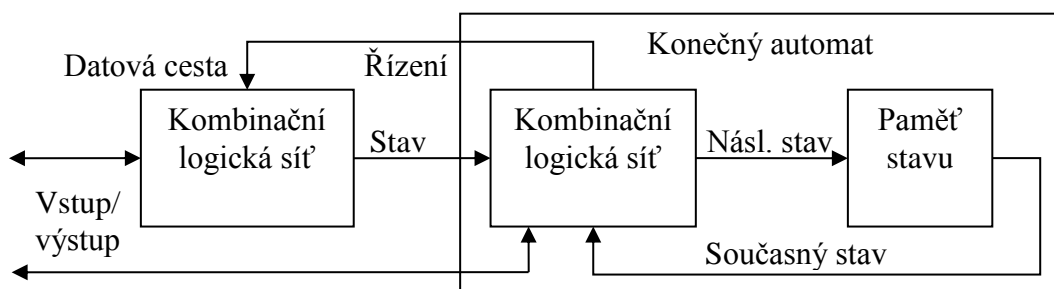 Konečný automat
Datová cesta
Řízení
Kombinační
logická síť
Stav
Kombinační
logická síť
Násl. stav
Paměť
stavu
Vstup/
výstup
Současný stav